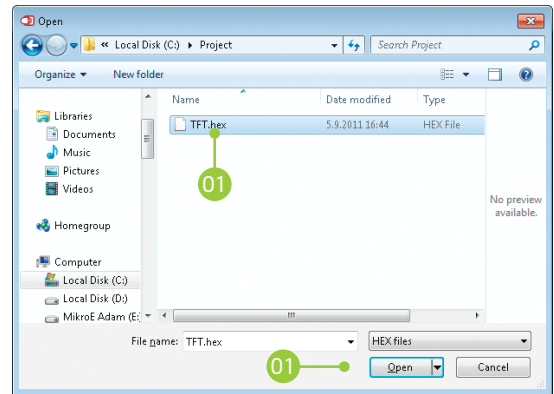 Open
« Local Disk (C:) ▸ Project
Search Project
Organize ▾ New folder
Name Date modified Type
Libraries
Documents
Music
Pictures
Videos
Homegroup
Computer
Local Disk (C:)
Local Disk (D:)
MikroE Adam (E:
TFT.hex 5.9.2011 16:44 HEX File
01
No preview
available.
File name: TFT.hex
HEX files
01
Open Cancel